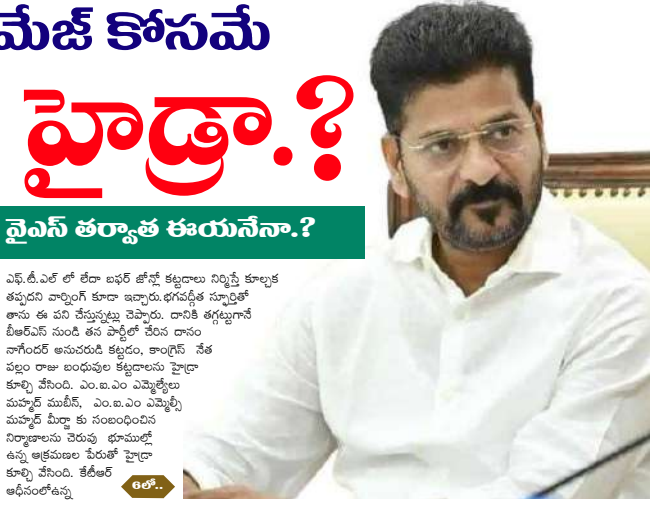 మేజ్ కోసమే
హైడ్రా.?
వైఎస్ తర్వాత ఈయనేనా.?
ఎఫ్.టీ.ఎల్ లో లేదా బఫర్ జోన్లో కట్టడాలు నిర్మిస్తే కూల్చక
తప్పదని వార్నింగ్ కూడా ఇచ్చారు.భగవద్గీత స్ఫూర్తితో
తాను ఈ పని చేస్తున్నట్లు చెప్పారు. దానికి తగ్గట్టుగానే
బీఆర్ఎస్ నుండి తన పార్టీలో చేరిన దానం
నాగేందర్ అనుచరుడి కట్టడం, కాంగ్రెస్ నేత
పల్లం రాజు బంధువుల కట్టడాలను హైడ్రా
కూల్చి వేసింది. ఎం.ఐ.ఎం ఎమ్మెల్యేలు
మహ్మద్ ముబీన్, ఎం.ఐ.ఎం ఎమ్మెల్సీ
మహ్మద్ మీర్జా కు సంబంధించిన
నిర్మాణాలను చెరువు భూముల్లో
ఉన్న ఆక్రమణల పేరుతో హైడ్రా
కూల్చి వేసింది. కేటీఆర్
ఆధీనంలోఉన్న
6లో..